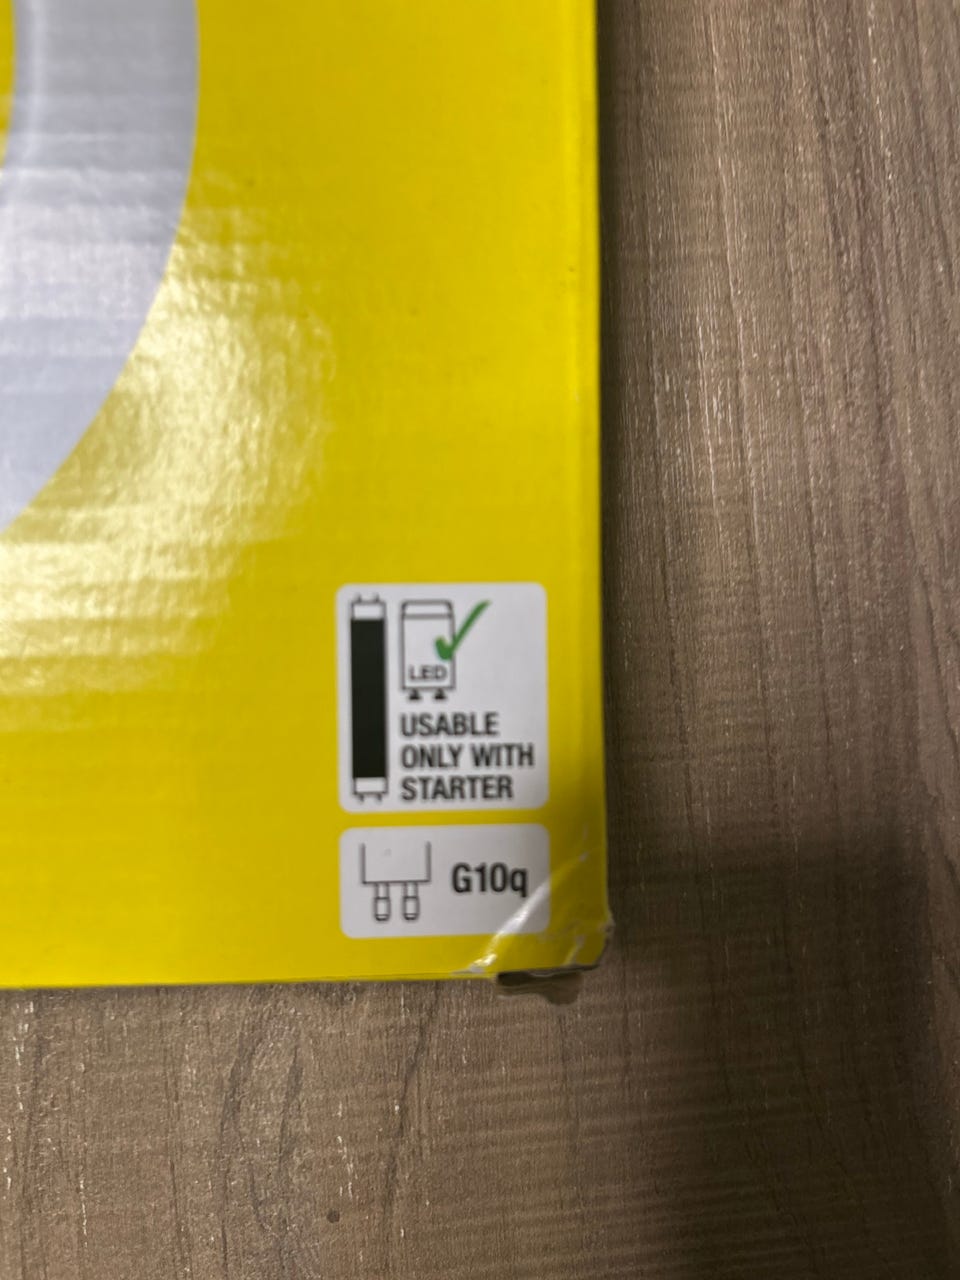 LED
USABLE
ONLY WITH
STARTER
G10q